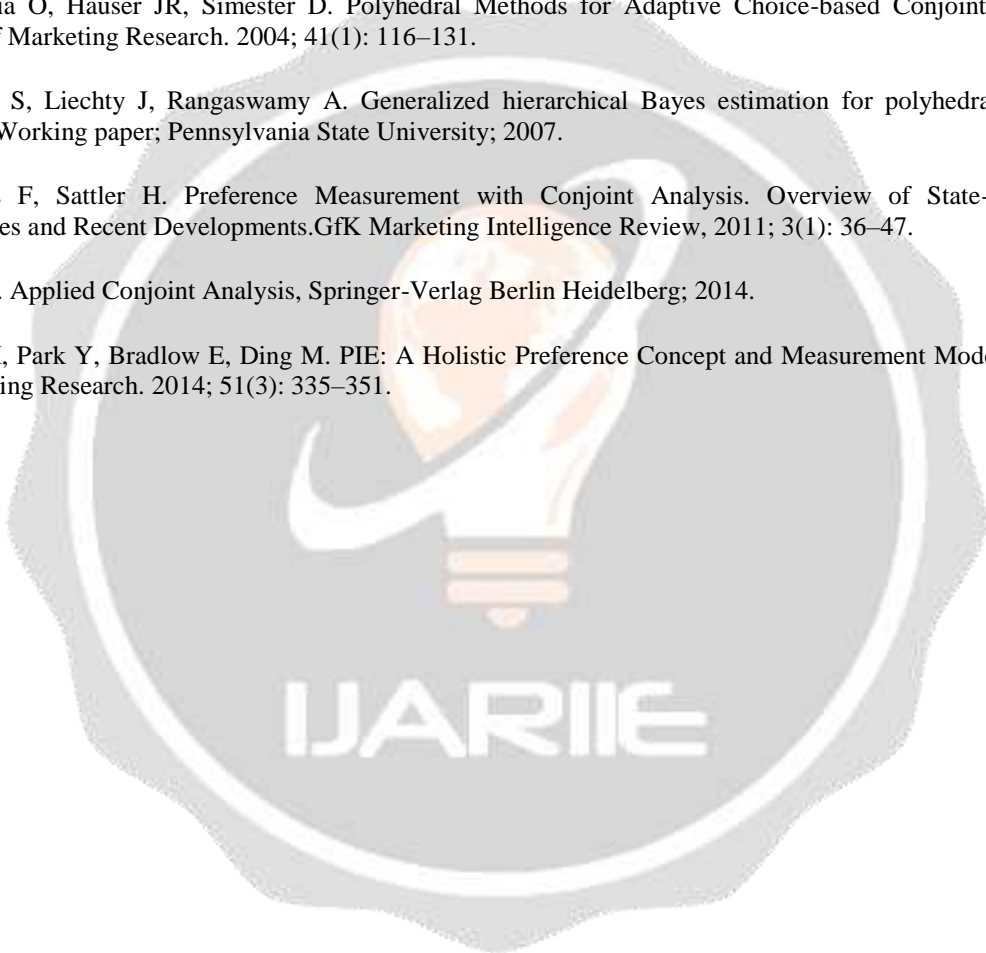 ia O, Hauser JR, Simester D. Polyhedral Methods for Adaptive Choice-based Conjoint
f Marketing Research. 2004; 41(1): 116–131.
S, Liechty J, Rangaswamy A. Generalized hierarchical Bayes estimation for polyhedra
Working paper; Pennsylvania State University; 2007.
F, Sattler H. Preference Measurement with Conjoint Analysis. Overview of State-
es and Recent Developments.GfK Marketing Intelligence Review, 2011; 3(1): 36–47.
. Applied Conjoint Analysis, Springer-Verlag Berlin Heidelberg; 2014.
, Park Y, Bradlow E, Ding M. PIE: A Holistic Preference Concept and Measurement Mode
ing Research. 2014; 51(3): 335–351.
IJARIIE